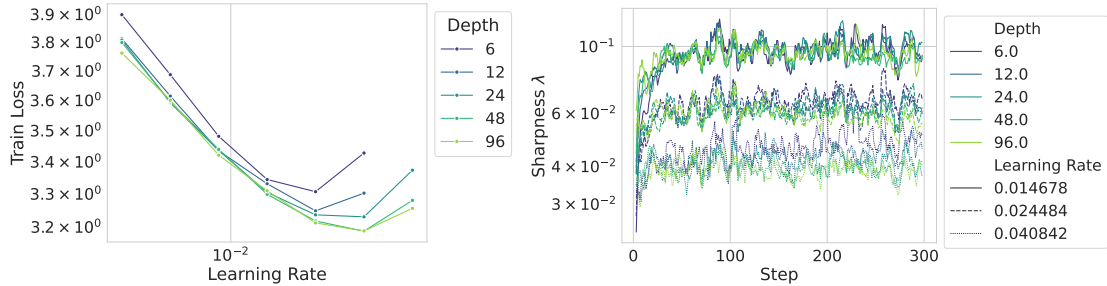 3.9 × 10⁰
3.8 × 10⁰
3.7 × 10⁰
3.6 × 10⁰
3.5 × 10⁰
3.4 × 10⁰
3.3 × 10⁰
3.2 × 10⁰
Train Loss
10⁻²
Learning Rate
Depth
6
12
24
48
96
10⁻¹
6 × 10⁻²
4 × 10⁻²
3 × 10⁻²
Sharpness λ
0
100
200
300
Step
Depth
6.0
12.0
24.0
48.0
96.0
Learning Rate
0.014678
0.024484
0.040842